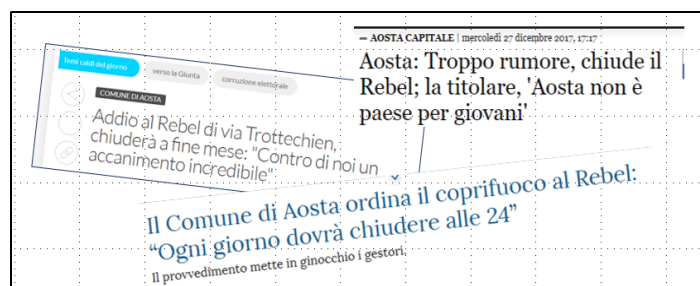 Temi caldi del giorno
verso la Giunta
corruzione elettorale
COMUNE DI AOSTA
Addio al Rebel di via Trottechien,
chiuderà a fine mese: "Contro di noi un
accanimento incredibile"
— AOSTA CAPITALE | mercoledì 27 dicembre 2017, 17:17
Aosta: Troppo rumore, chiude il
Rebel; la titolare, 'Aosta non è
paese per giovani'
Il Comune di Aosta ordina il coprifuoco al Rebel:
“Ogni giorno dovrà chiudere alle 24”
Il provvedimento mette in ginocchio i gestori.